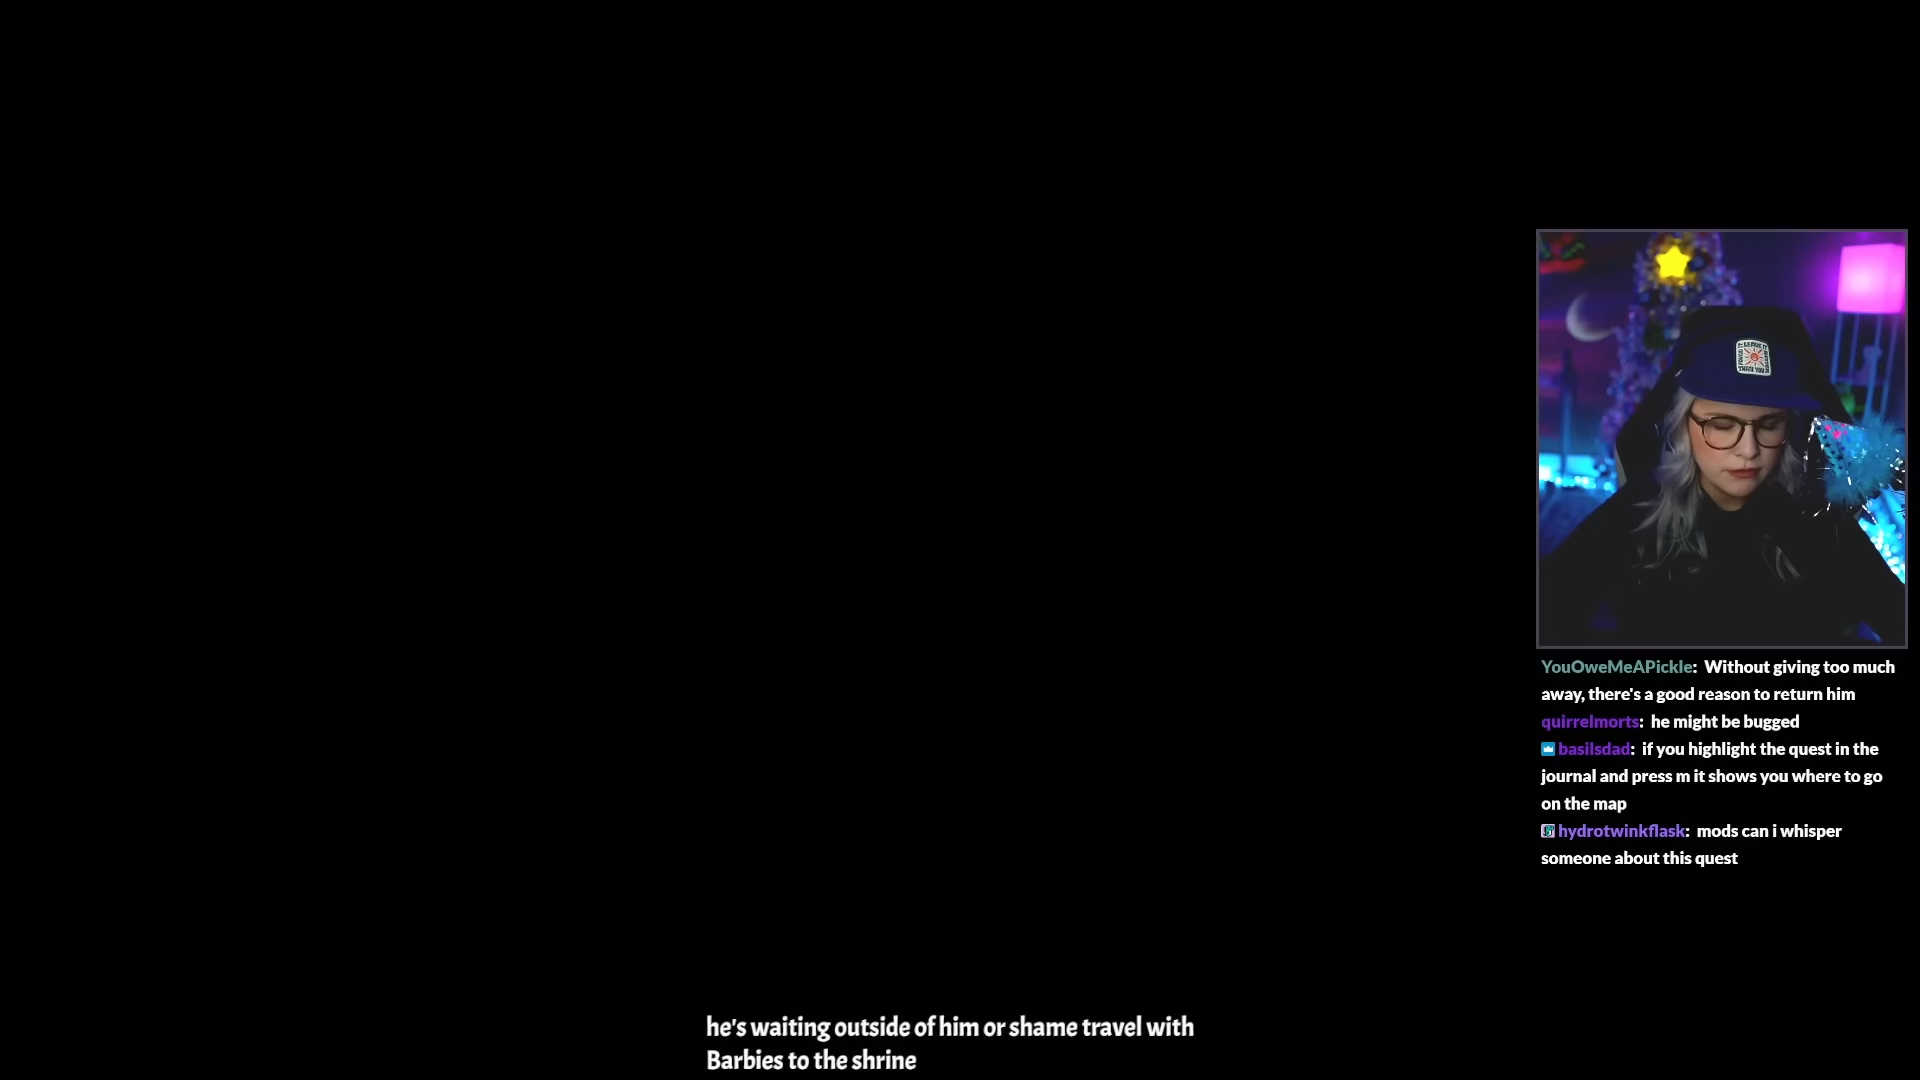 YouOweMeAPickle: Without giving too much
away, there's a good reason to return him
quirrelmorts: he might be bugged
basilsdad: if you highlight the quest in the
journal and press m it shows you where to go
on the map
hydrotwinkflask: mods can i whisper
someone about this quest
he's waiting outside of him or shame travel with
Barbies to the shrine